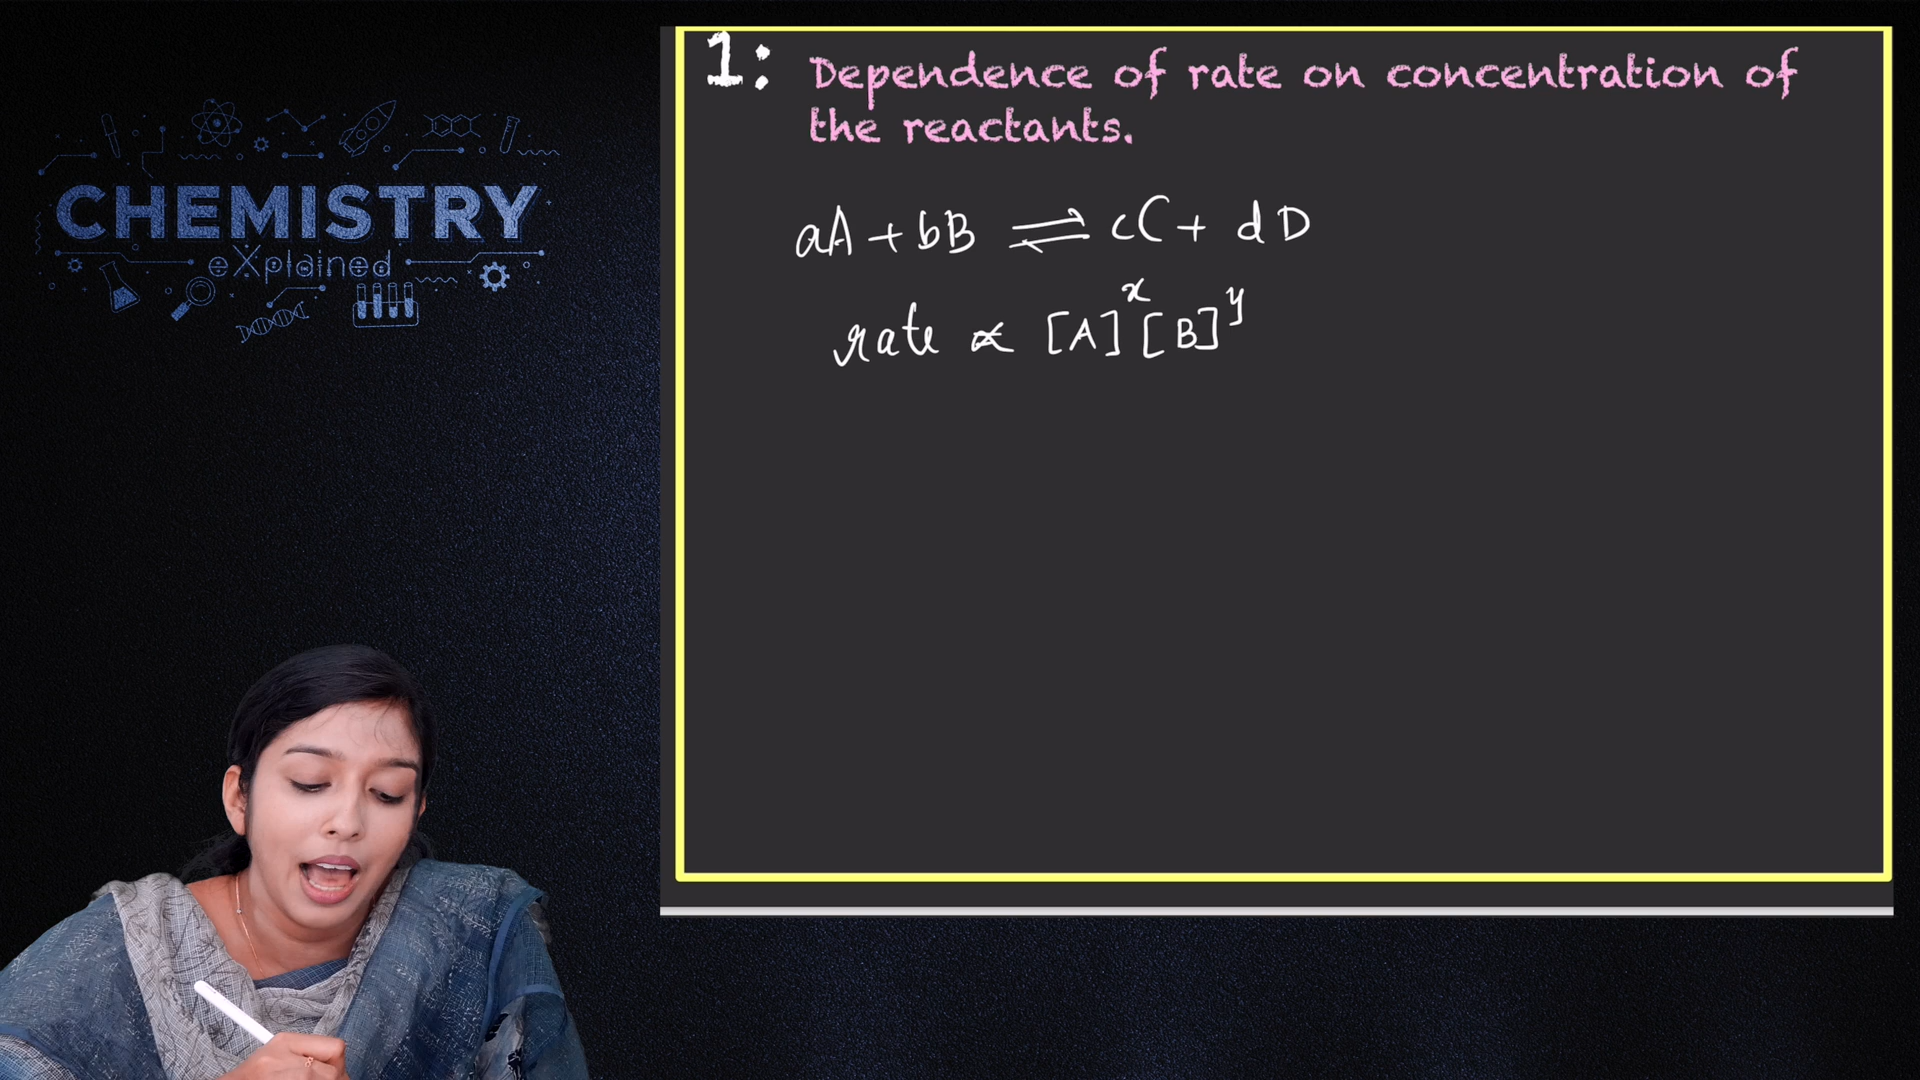 CHEMISTRY
eXplained
1: Dependence of rate on concentration of
the reactants.
aA + bB ⇌ cC + dD
rate ∝ [A]ˣ [B]ʸ